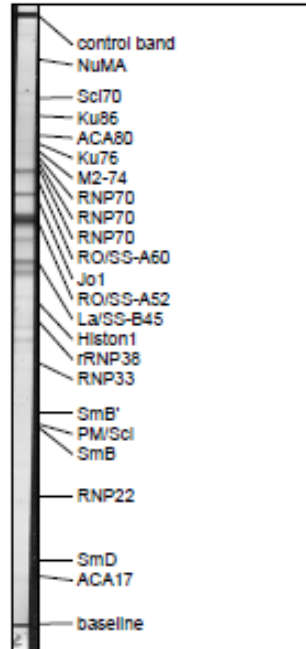 control band
NuMA
Scl70
Ku86
ACA80
Ku76
M2-74
RNP70
RNP70
RNP70
RO/SS-A60
Jo1
RO/SS-A52
La/SS-B45
Histon1
rRNP38
RNP33
SmB'
PM/Scl
SmB
RNP22
SmD
ACA17
baseline